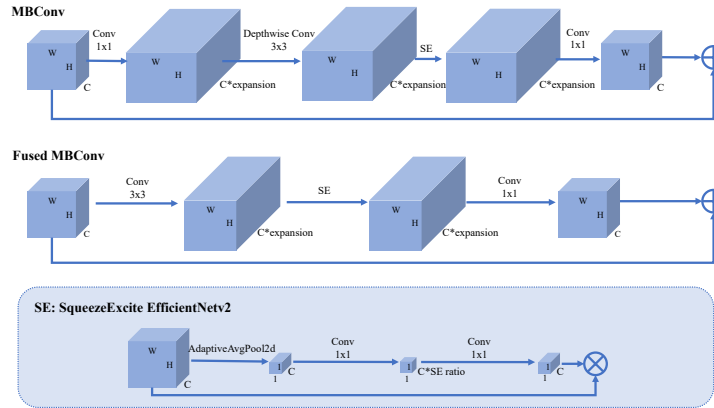 MBConv
Conv
1x1
Depthwise Conv
3x3
SE
Conv
1x1
W
H
C
W
H
C*expansion
W
H
C*expansion
W
H
C*expansion
W
H
C
Fused MBConv
Conv
3x3
SE
Conv
1x1
W
H
C
W
H
C*expansion
W
H
C*expansion
W
H
C
SE: SqueezeExcite EfficientNetv2
W
H
C
AdaptiveAvgPool2d
1
1
C
Conv
1x1
1
1
C*SE ratio
Conv
1x1
1
1
C